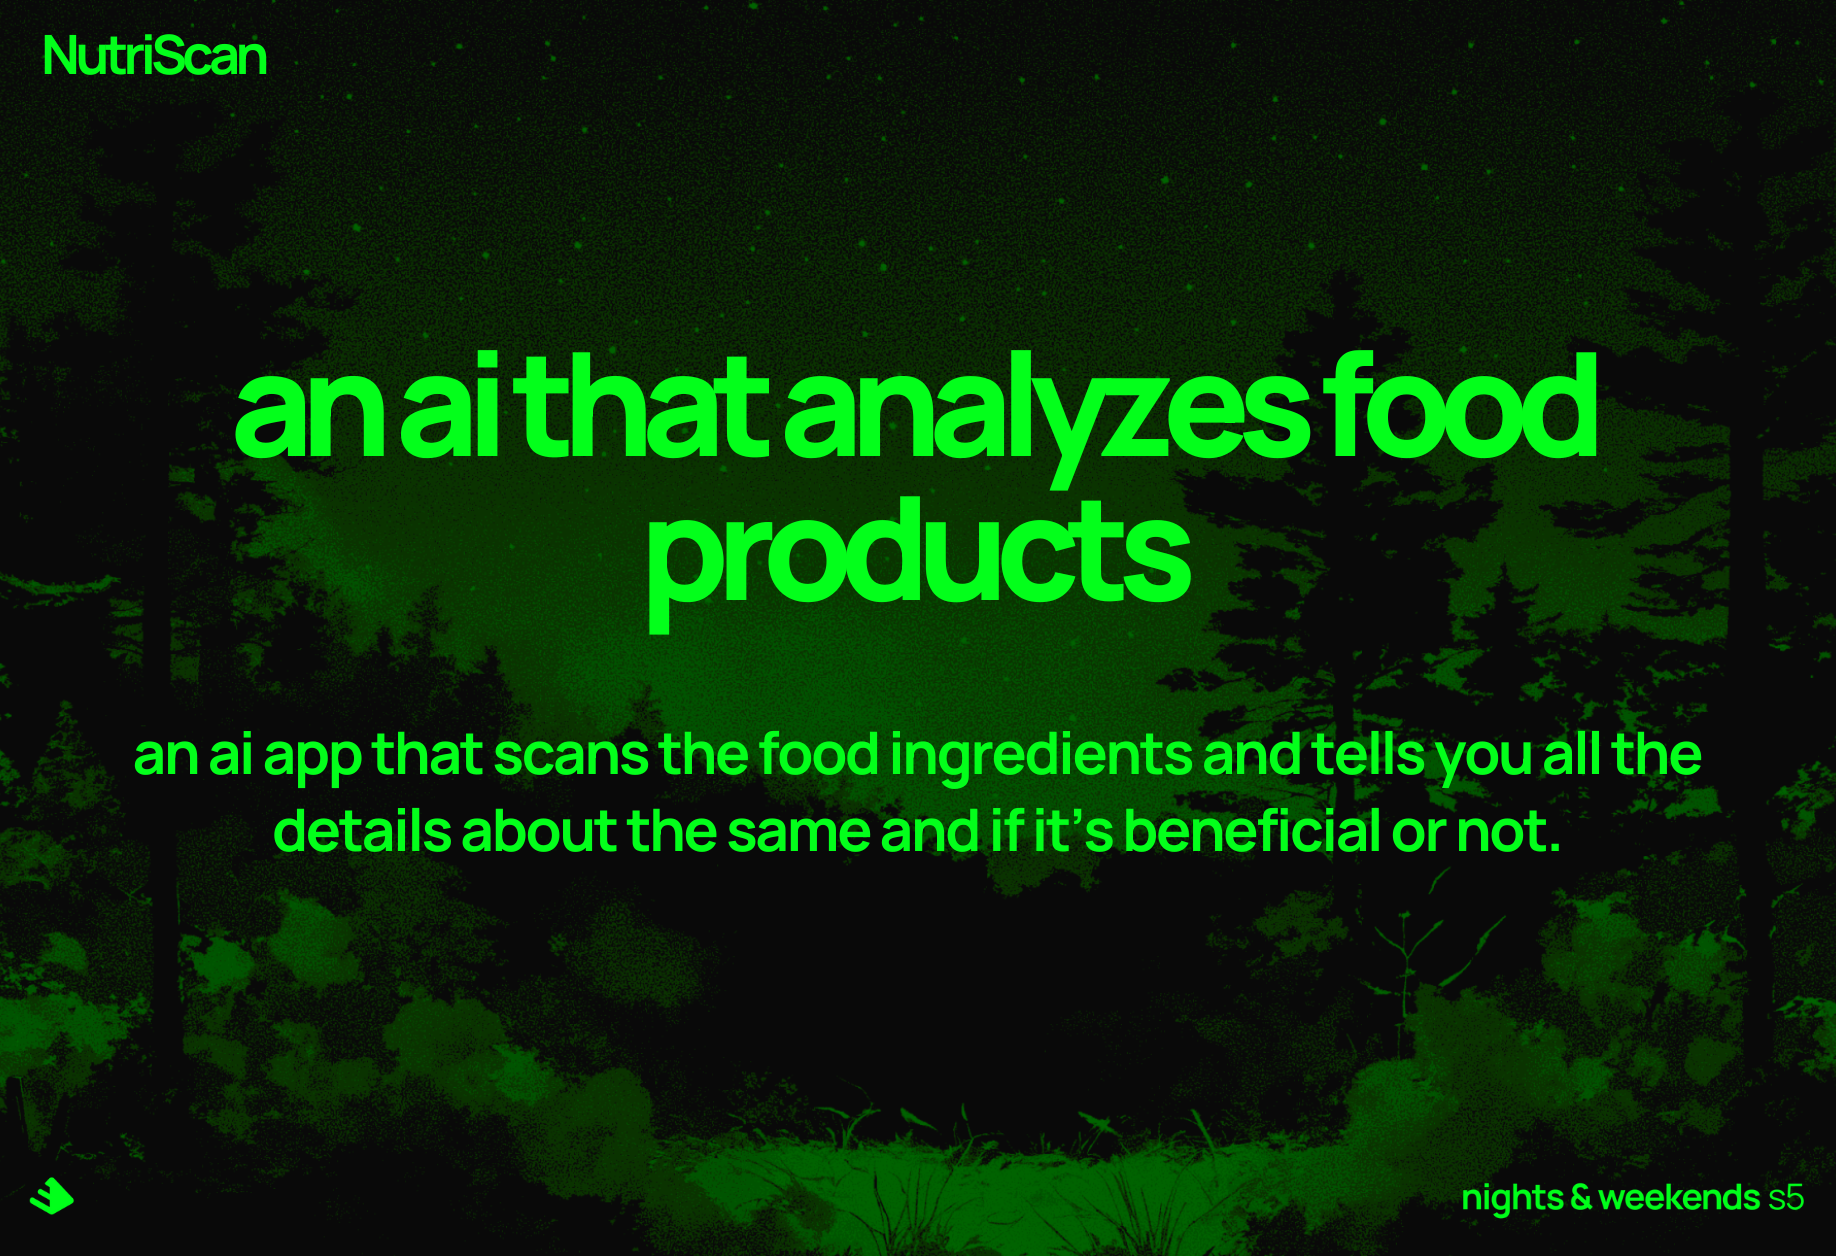 NutriScan
an ai that analyzes food
products
an ai app that scans the food ingredients and tells you all the
details about the same and if it's beneficial or not.
nights & weekends s5